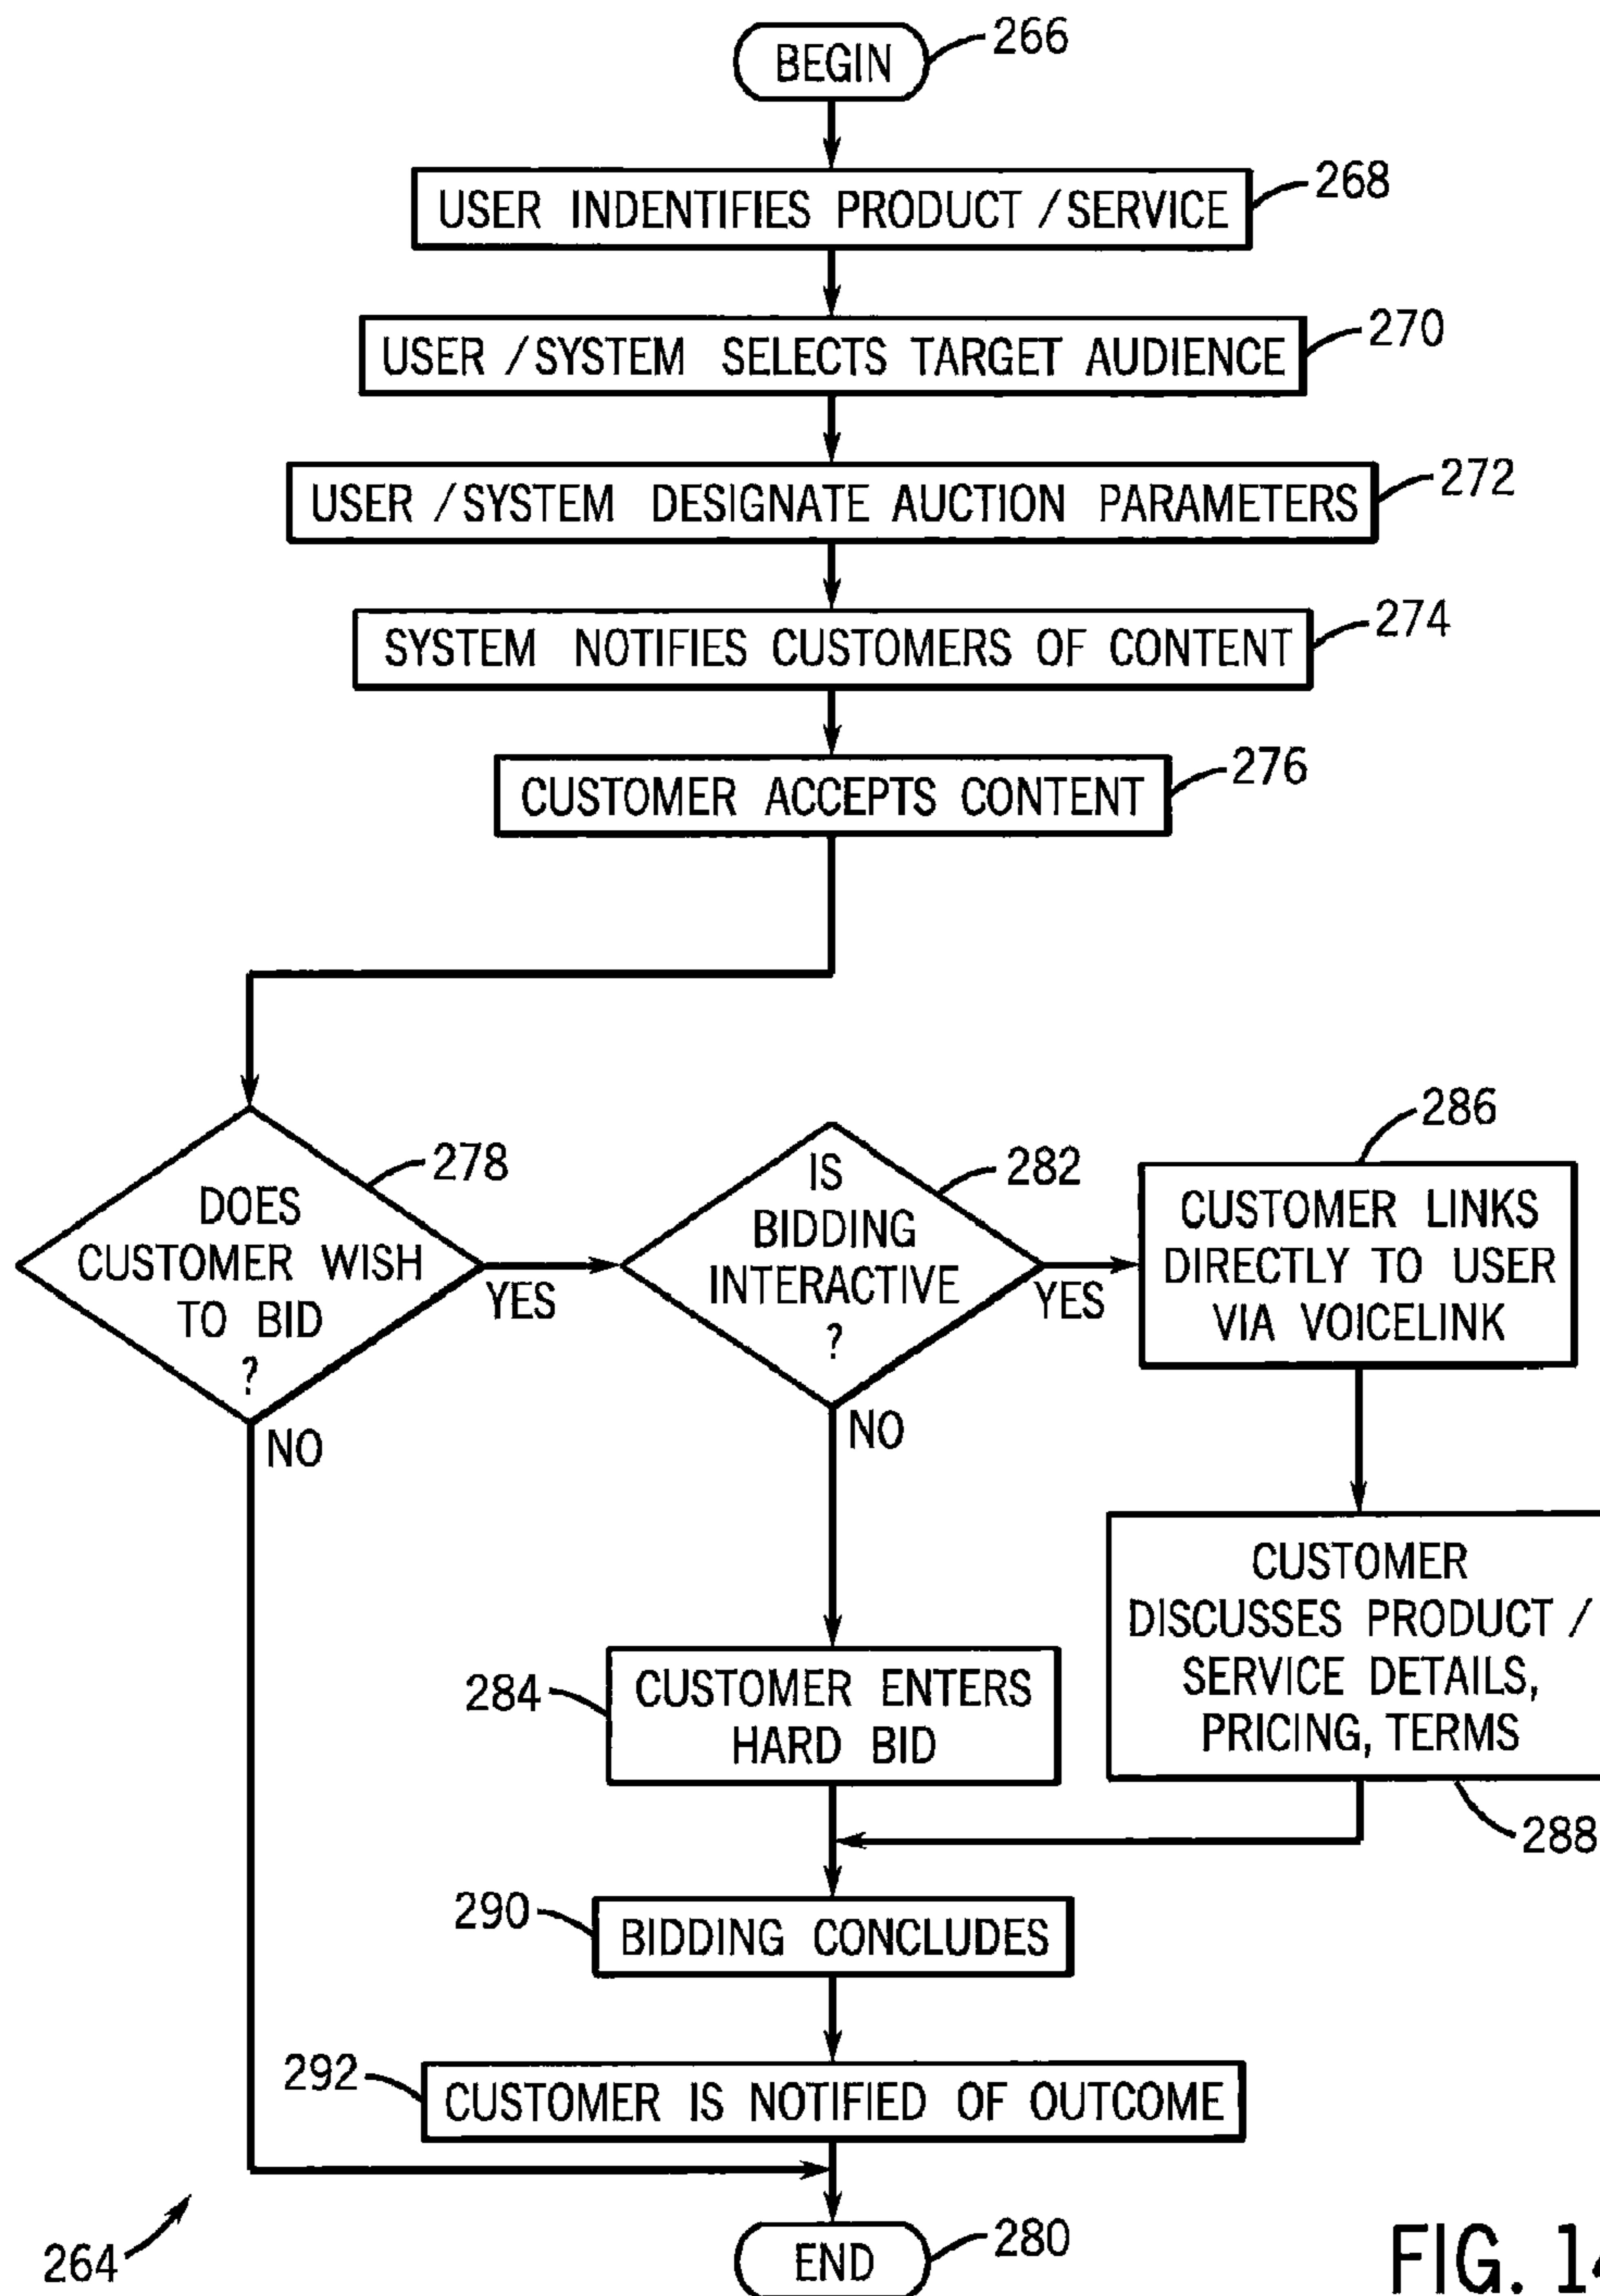 BEGIN
266
USER INDENTIFIES PRODUCT / SERVICE
268
USER / SYSTEM SELECTS TARGET AUDIENCE
270
USER / SYSTEM DESIGNATE AUCTION PARAMETERS
272
SYSTEM NOTIFIES CUSTOMERS OF CONTENT
274
CUSTOMER ACCEPTS CONTENT
276
DOES
CUSTOMER WISH
TO BID
?
278
YES
NO
IS
BIDDING
INTERACTIVE
?
282
YES
NO
286
CUSTOMER LINKS
DIRECTLY TO USER
VIA VOICELINK
CUSTOMER
DISCUSSES PRODUCT /
SERVICE DETAILS,
PRICING, TERMS
288
284
CUSTOMER ENTERS
HARD BID
290
BIDDING CONCLUDES
292
CUSTOMER IS NOTIFIED OF OUTCOME
264
END
280
FIG. 14